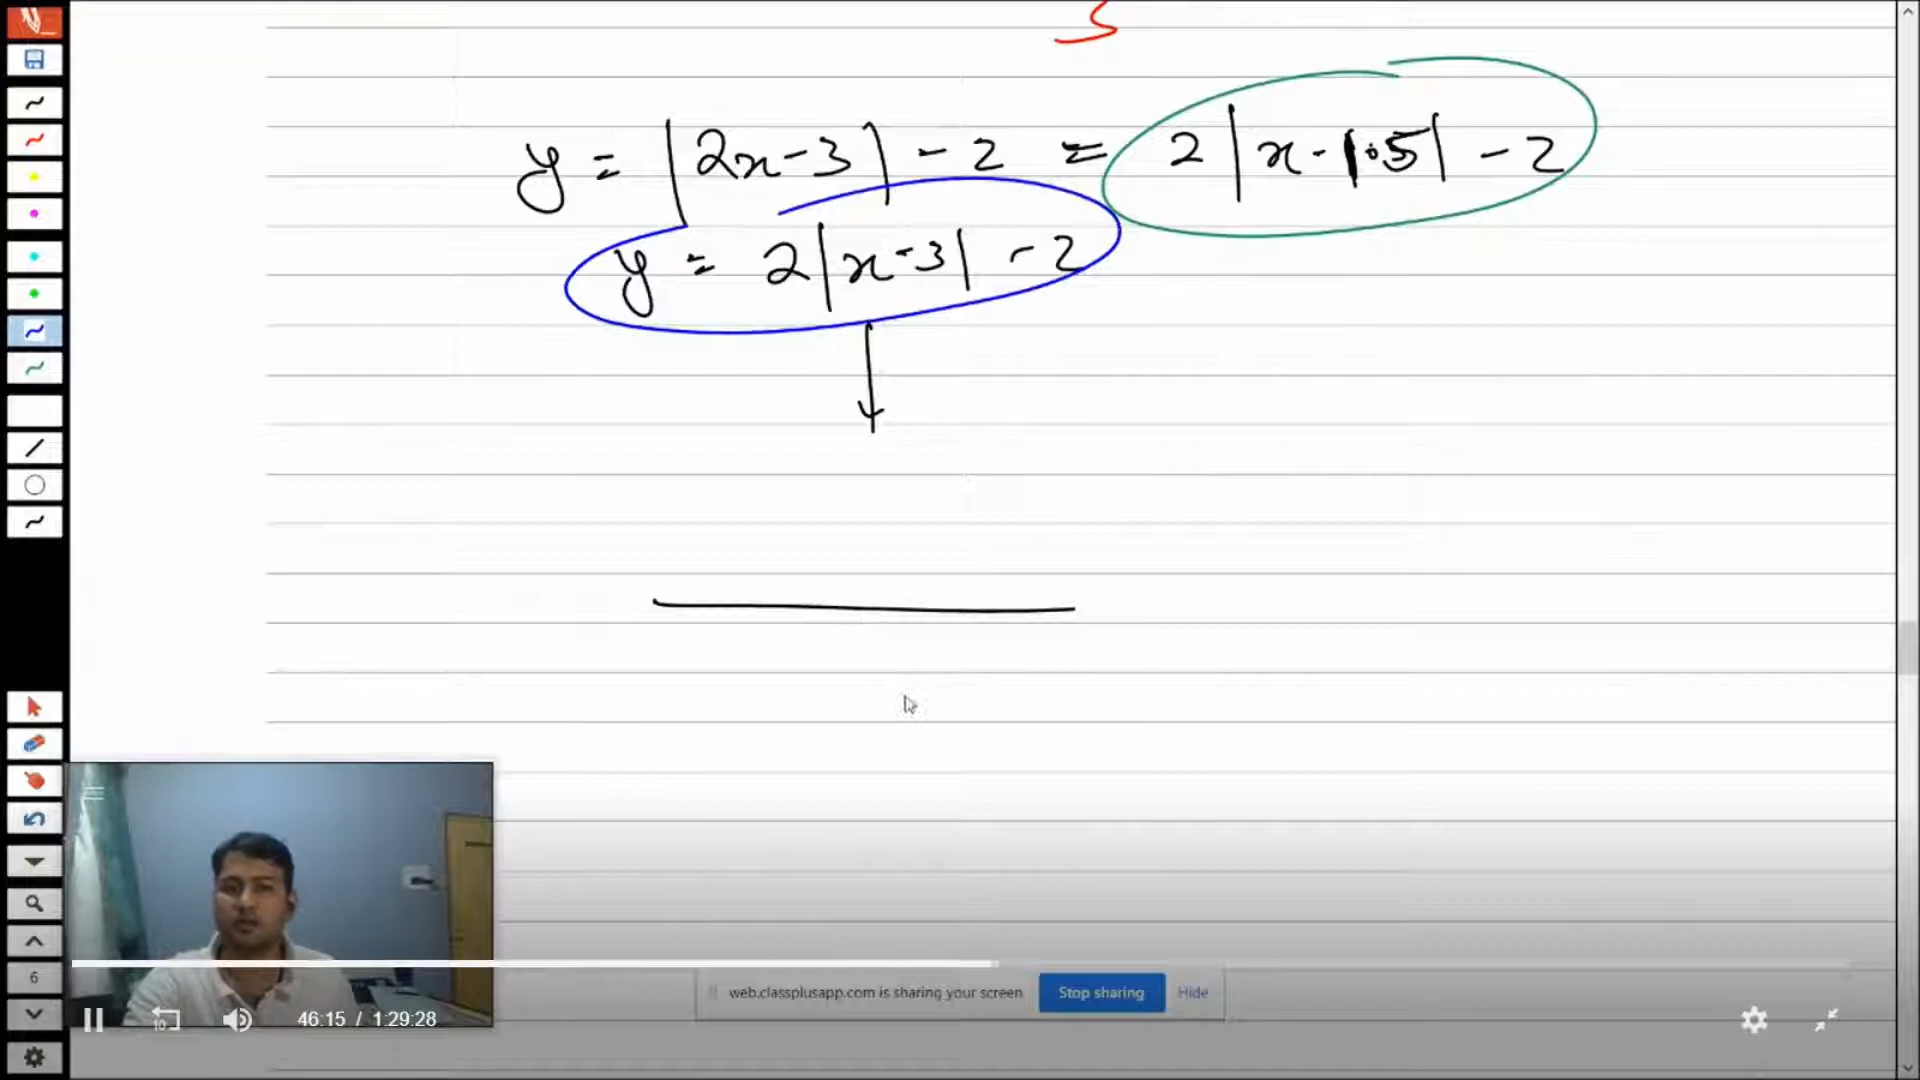 y = |2x-3| - 2 = 2|x-1.5| - 2
y = 2|x-3| - 2
6
web.classplusapp.com is sharing your screen Stop sharing Hide
10 46:15 / 1:29:28